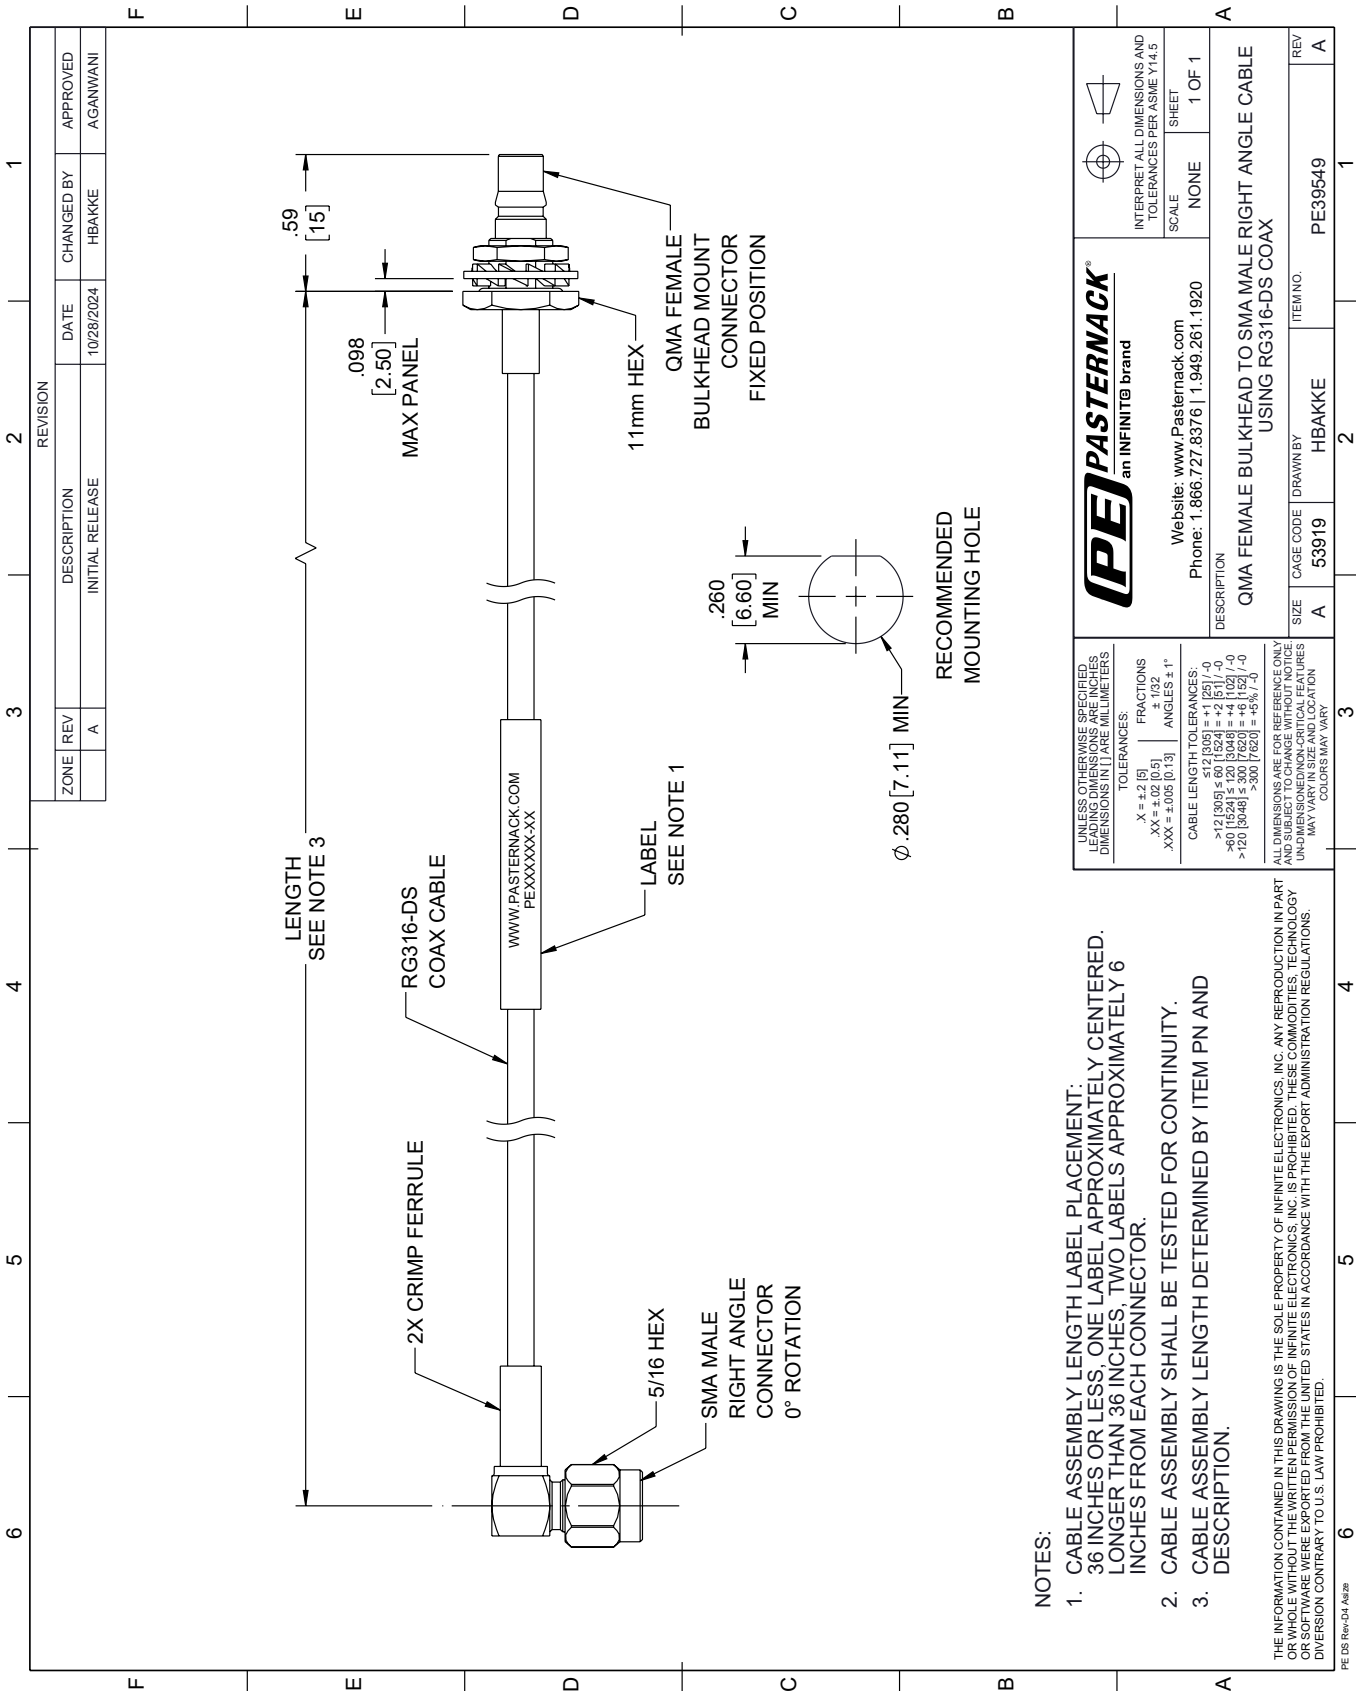 6
5
4
3
2
1
F
E
D
C
B
A
REVISION
ZONE REV DESCRIPTION DATE CHANGED BY APPROVED
A INITIAL RELEASE 10/28/2024 HBAKKE AGANWANI
LENGTH
SEE NOTE 3
.59
[15]
.098
[2.50]
MAX PANEL
2X CRIMP FERRULE
RG316-DS
COAX CABLE
WWW.PASTERNACK.COM
PEXXXXXX-XX
LABEL
SEE NOTE 1
5/16 HEX
SMA MALE
RIGHT ANGLE
CONNECTOR
0° ROTATION
11mm HEX
QMA FEMALE
BULKHEAD MOUNT
CONNECTOR
FIXED POSITION
.260
[6.60]
MIN
Ø.280 [7.11] MIN
RECOMMENDED
MOUNTING HOLE
NOTES:
1. CABLE ASSEMBLY LENGTH LABEL PLACEMENT:
36 INCHES OR LESS, ONE LABEL APPROXIMATELY CENTERED.
LONGER THAN 36 INCHES, TWO LABELS APPROXIMATELY 6
INCHES FROM EACH CONNECTOR.
2. CABLE ASSEMBLY SHALL BE TESTED FOR CONTINUITY.
3. CABLE ASSEMBLY LENGTH DETERMINED BY ITEM PN AND
DESCRIPTION.
THE INFORMATION CONTAINED IN THIS DRAWING IS THE SOLE PROPERTY OF INFINITE ELECTRONICS, INC. ANY REPRODUCTION IN PART
OR WHOLE WITHOUT THE WRITTEN PERMISSION OF INFINITE ELECTRONICS, INC. IS PROHIBITED. THESE COMMODITIES, TECHNOLOGY
OR SOFTWARE WERE EXPORTED FROM THE UNITED STATES IN ACCORDANCE WITH THE EXPORT ADMINISTRATION REGULATIONS.
DIVERSION CONTRARY TO U.S. LAW PROHIBITED.
UNLESS OTHERWISE SPECIFIED
LEADING DIMENSIONS ARE INCHES
DIMENSIONS IN [ ] ARE MILLIMETERS
TOLERANCES:
.X = ±.2 [5] FRACTIONS
.XX = ±.02 [0.5] ± 1/32
.XXX = ±.005 [0.13] ANGLES ± 1°
CABLE LENGTH TOLERANCES:
≤12 [305] = +1 [25] / -0
>12 [305] ≤ 60 [1524] = +2 [51] / -0
>60 [1524] ≤ 120 [3048] = +4 [102] / -0
>120 [3048] ≤ 300 [7620] = +6 [152] / -0
>300 [7620] = +5% / -0
ALL DIMENSIONS ARE FOR REFERENCE ONLY
AND SUBJECT TO CHANGE WITHOUT NOTICE.
UN-DIMENSIONED/NON-CRITICAL FEATURES
MAY VARY IN SIZE AND LOCATION
COLORS MAY VARY
PE PASTERNACK®
an INFINIT@ brand
Website: www.Pasternack.com
Phone: 1.866.727.8376 | 1.949.261.1920
INTERPRET ALL DIMENSIONS AND
TOLERANCES PER ASME Y14.5
SCALE
NONE
SHEET
1 OF 1
DESCRIPTION
QMA FEMALE BULKHEAD TO SMA MALE RIGHT ANGLE CABLE
USING RG316-DS COAX
SIZE CAGE CODE DRAWN BY ITEM NO. REV
A 53919 HBAKKE PE39549 A
PE DS Rev-D4 Asize
6
5
4
3
2
1
F
E
D
C
B
A